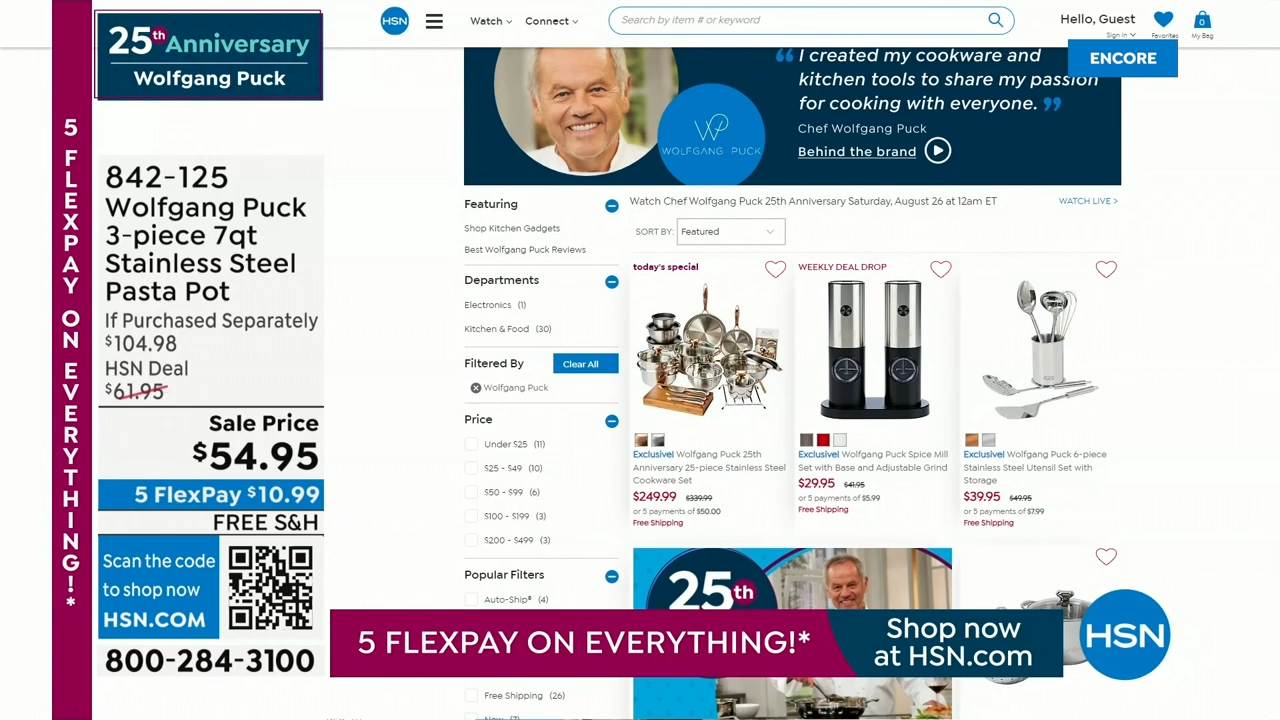 25th Anniversary
Wolfgang Puck
5 FLEXPAY ON EVERYTHING!*
842-125
Wolfgang Puck
3-piece 7qt
Stainless Steel
Pasta Pot
If Purchased Separately
$104.98
HSN Deal
$61.95
Sale Price
$54.95
5 FlexPay $10.99
FREE S&H
Scan the code
to shop now
HSN.COM
800-284-3100
HSN
Watch
Connect
Search by item # or keyword
Hello, Guest
Sign In
Favorites
0
My Bag
ENCORE
“ I created my cookware and
kitchen tools to share my passion
for cooking with everyone. ”
Chef Wolfgang Puck
Behind the brand
WP
WOLFGANG PUCK
Featuring
Shop Kitchen Gadgets
Best Wolfgang Puck Reviews
Departments
Electronics (1)
Kitchen & Food (30)
Filtered By
Clear All
Wolfgang Puck
Price
Under $25 (11)
$25 - $49 (10)
$50 - $99 (6)
$100 - $199 (3)
$200 - $499 (3)
Popular Filters
Auto-Ship® (4)
Free Shipping (26)
Watch Chef Wolfgang Puck 25th Anniversary Saturday, August 26 at 12am ET
WATCH LIVE >
SORT BY: Featured
today's special
Exclusive! Wolfgang Puck 25th
Anniversary 25-piece Stainless Steel
Cookware Set
$249.99 $339.99
or 5 payments of $50.00
Free Shipping
WEEKLY DEAL DROP
Exclusive! Wolfgang Puck Spice Mill
Set with Base and Adjustable Grind
$29.95 $41.95
or 5 payments of $5.99
Free Shipping
Exclusive! Wolfgang Puck 6-piece
Stainless Steel Utensil Set with
Storage
$39.95 $49.95
or 5 payments of $7.99
Free Shipping
25th
5 FLEXPAY ON EVERYTHING!*
Shop now
at HSN.com
HSN